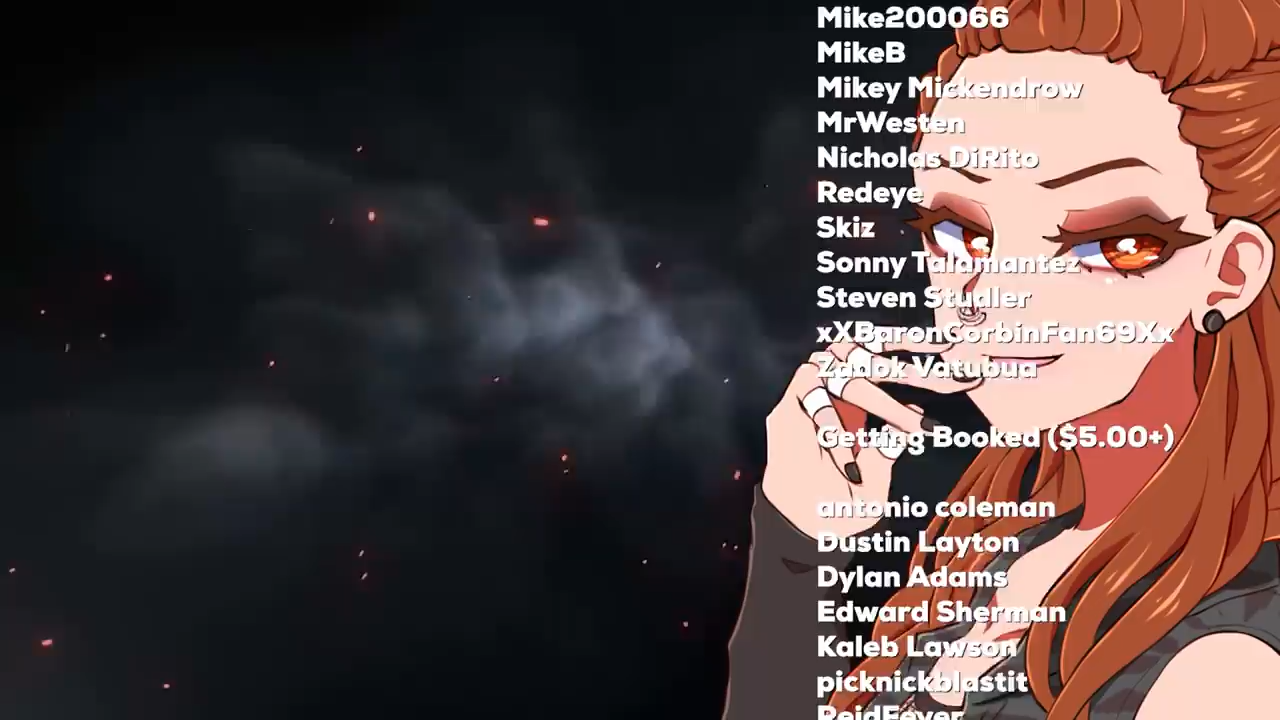 Mike200066
MikeB
Mikey Mickendrow
MrWesten
Nicholas DiRito
Redeye
Skiz
Sonny Talamantez
Steven Studler
xXBaronCorbinFan69Xx
Zadok Vatubua
Getting Booked ($5.00+)
antonio coleman
Dustin Layton
Dylan Adams
Edward Sherman
Kaleb Lawson
picknickblastit
ReidFever